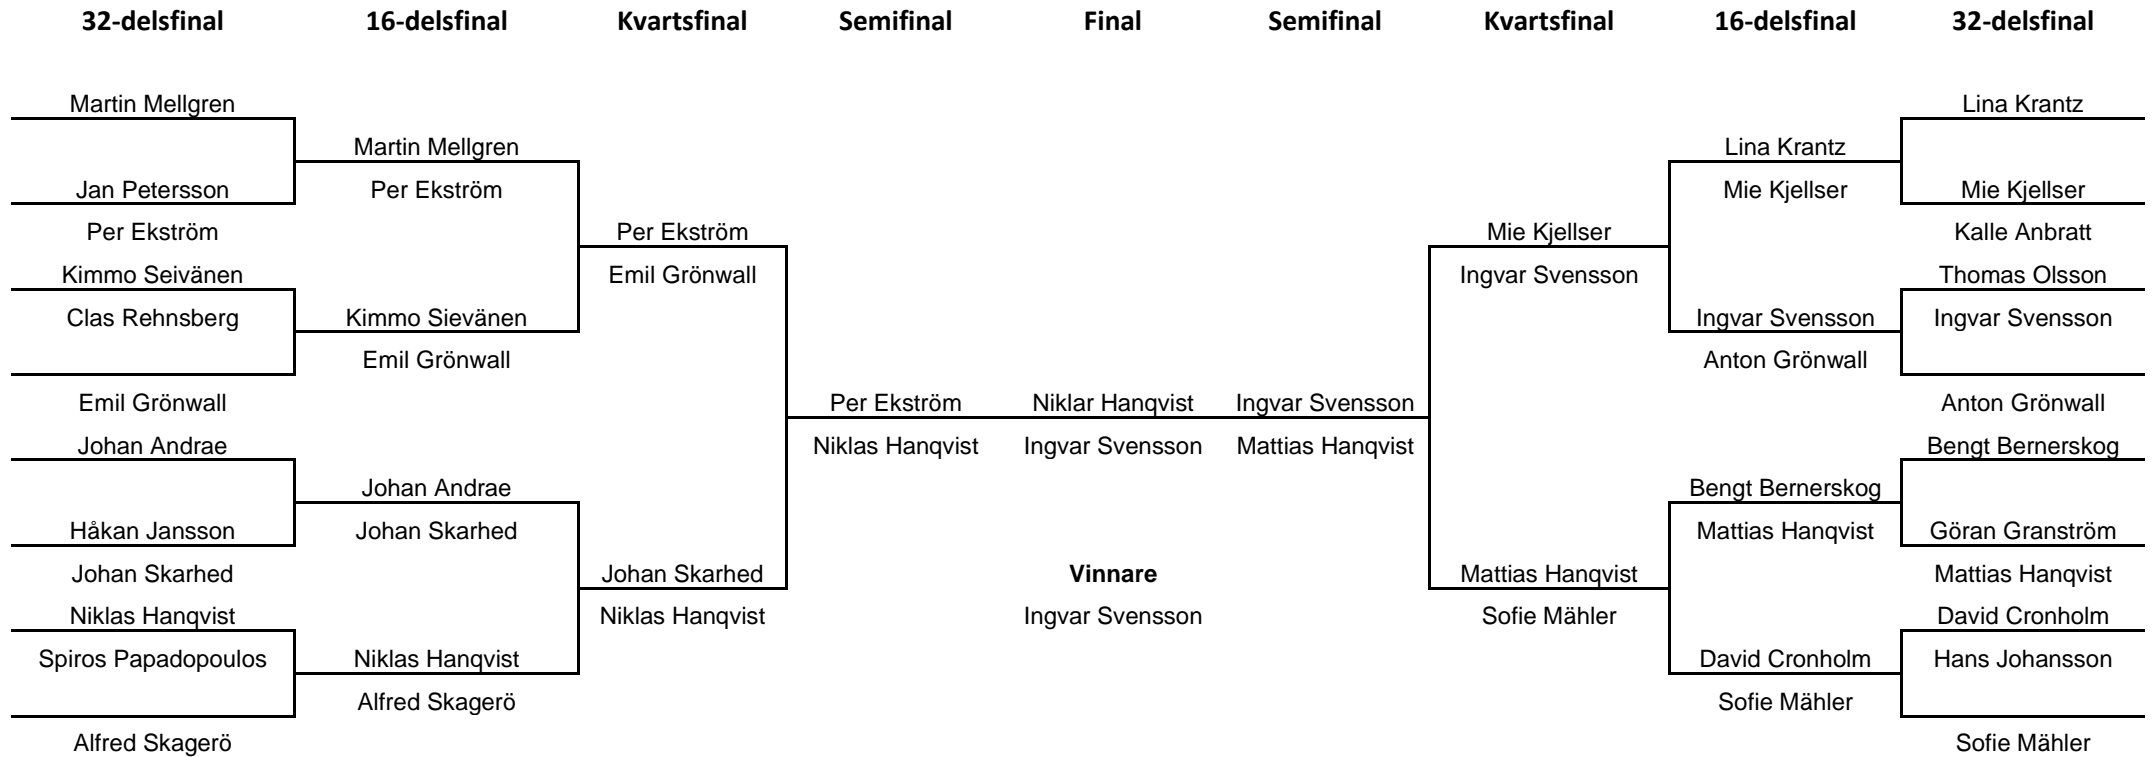 32-delsfinal 16-delsfinal Kvartsfinal Semifinal Final Semifinal Kvartsfinal 16-delsfinal 32-delsfinal
Martin Mellgren Lina Krantz
Martin Mellgren Lina Krantz
Jan Petersson Per Ekström Mie Kjellser Mie Kjellser
Per Ekström Per Ekström Mie Kjellser Kalle Anbratt
Kimmo Seivänen Emil Grönwall Ingvar Svensson Thomas Olsson
Clas Rehnsberg Kimmo Sievänen Ingvar Svensson Ingvar Svensson
Emil Grönwall Anton Grönwall
Emil Grönwall Per Ekström Niklar Hanqvist Ingvar Svensson Anton Grönwall
Johan Andrae Niklas Hanqvist Ingvar Svensson Mattias Hanqvist Bengt Bernerskog
Johan Andrae Bengt Bernerskog
Håkan Jansson Johan Skarhed Mattias Hanqvist Göran Granström
Johan Skarhed Johan Skarhed Vinnare Mattias Hanqvist Mattias Hanqvist
Niklas Hanqvist Niklas Hanqvist Ingvar Svensson Sofie Mähler David Cronholm
Spiros Papadopoulos Niklas Hanqvist David Cronholm Hans Johansson
Alfred Skagerö Sofie Mähler
Alfred Skagerö Sofie Mähler